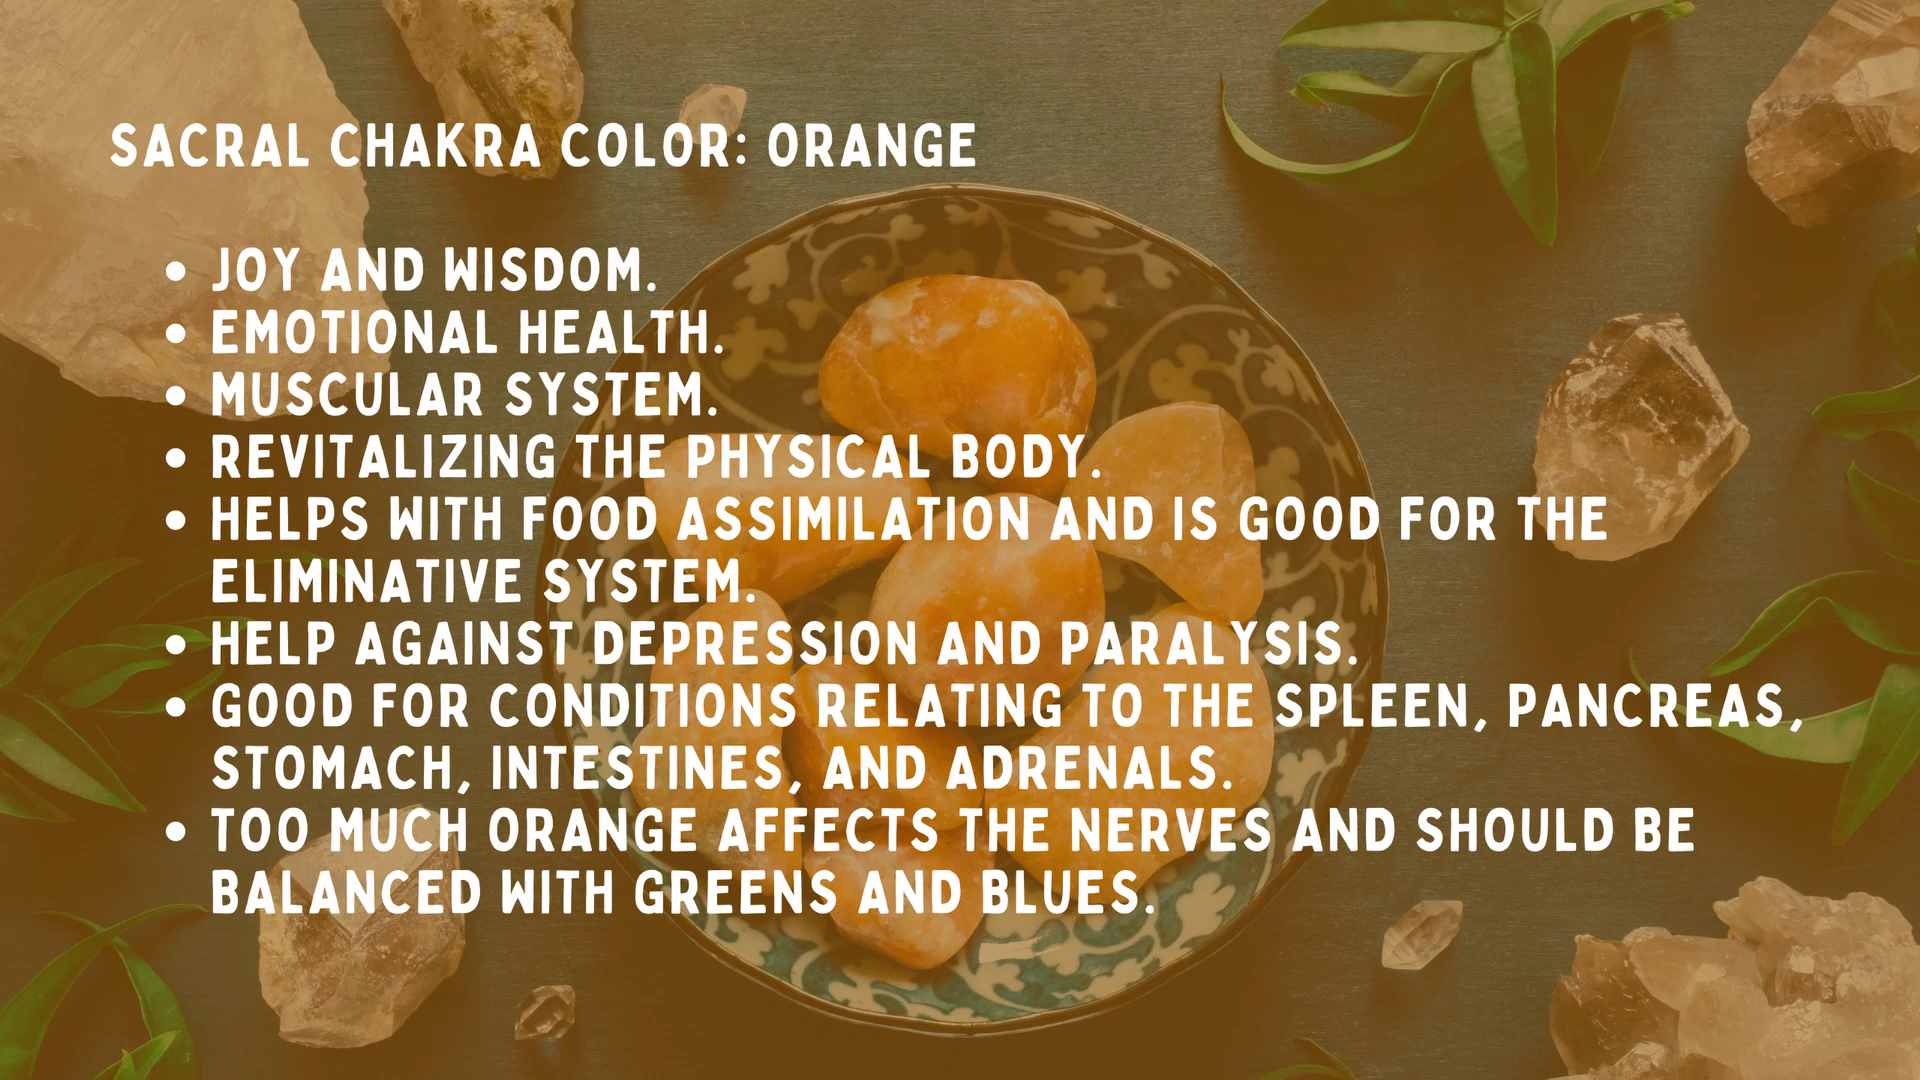 SACRAL CHAKRA COLOR: ORANGE
• JOY AND WISDOM.
• EMOTIONAL HEALTH.
• MUSCULAR SYSTEM.
• REVITALIZING THE PHYSICAL BODY.
• HELPS WITH FOOD ASSIMILATION AND IS GOOD FOR THE
ELIMINATIVE SYSTEM.
• HELP AGAINST DEPRESSION AND PARALYSIS.
• GOOD FOR CONDITIONS RELATING TO THE SPLEEN, PANCREAS,
STOMACH, INTESTINES, AND ADRENALS.
• TOO MUCH ORANGE AFFECTS THE NERVES AND SHOULD BE
BALANCED WITH GREENS AND BLUES.